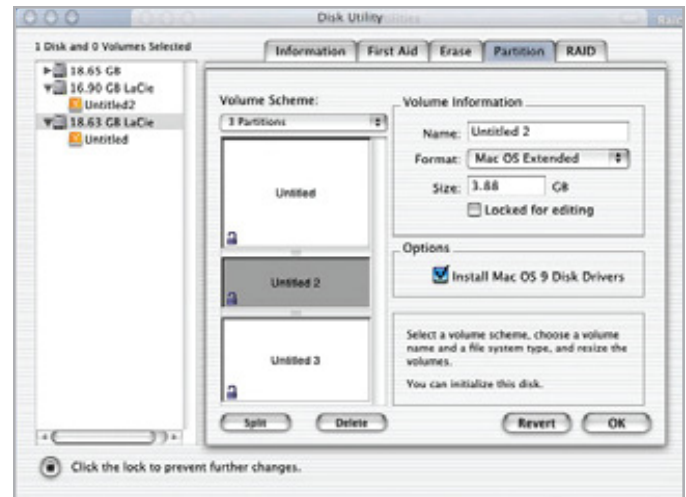 Disk Utility
1 Disk and 0 Volumes Selected
Information First Aid Erase Partition RAID
18.65 GB
16.90 GB LaCie
Untitled2
18.63 GB LaCie
Untitled
Volume Scheme:
3 Partitions
Untitled
Untitled 2
Untitled 3
Split Delete
Volume Information
Name: Untitled 2
Format: Mac OS Extended
Size: 3.88 GB
Locked for editing
Options
Install Mac OS 9 Disk Drivers
Select a volume scheme, choose a volume
name and a file system type, and resize the
volumes.
You can initialize this disk.
Revert OK
Click the lock to prevent further changes.